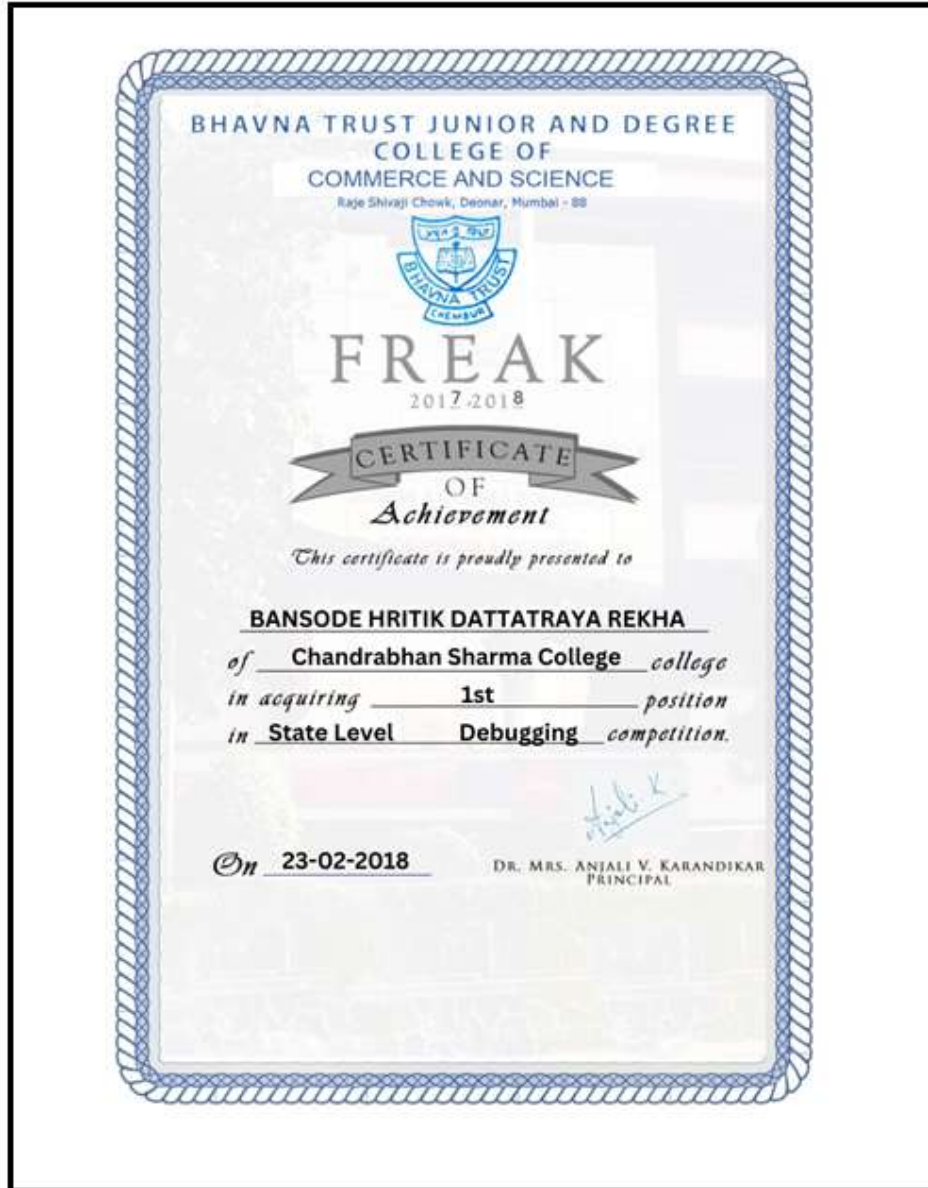 BHAVNA TRUST JUNIOR AND DEGREE
COLLEGE OF
COMMERCE AND SCIENCE
Raje Shivaji Chowk, Deonar, Mumbai - 88
BHAVNA TRUST
CHEMBUR
FREAK
2017-2018
CERTIFICATE
OF
Achievement
This certificate is proudly presented to
BANSODE HRITIK DATTATRAYA REKHA
of Chandrabhan Sharma College college
in acquiring 1st position
in State Level Debugging competition.
Anjali K
On 23-02-2018
DR. MRS. ANJALI V. KARANDIKAR
PRINCIPAL